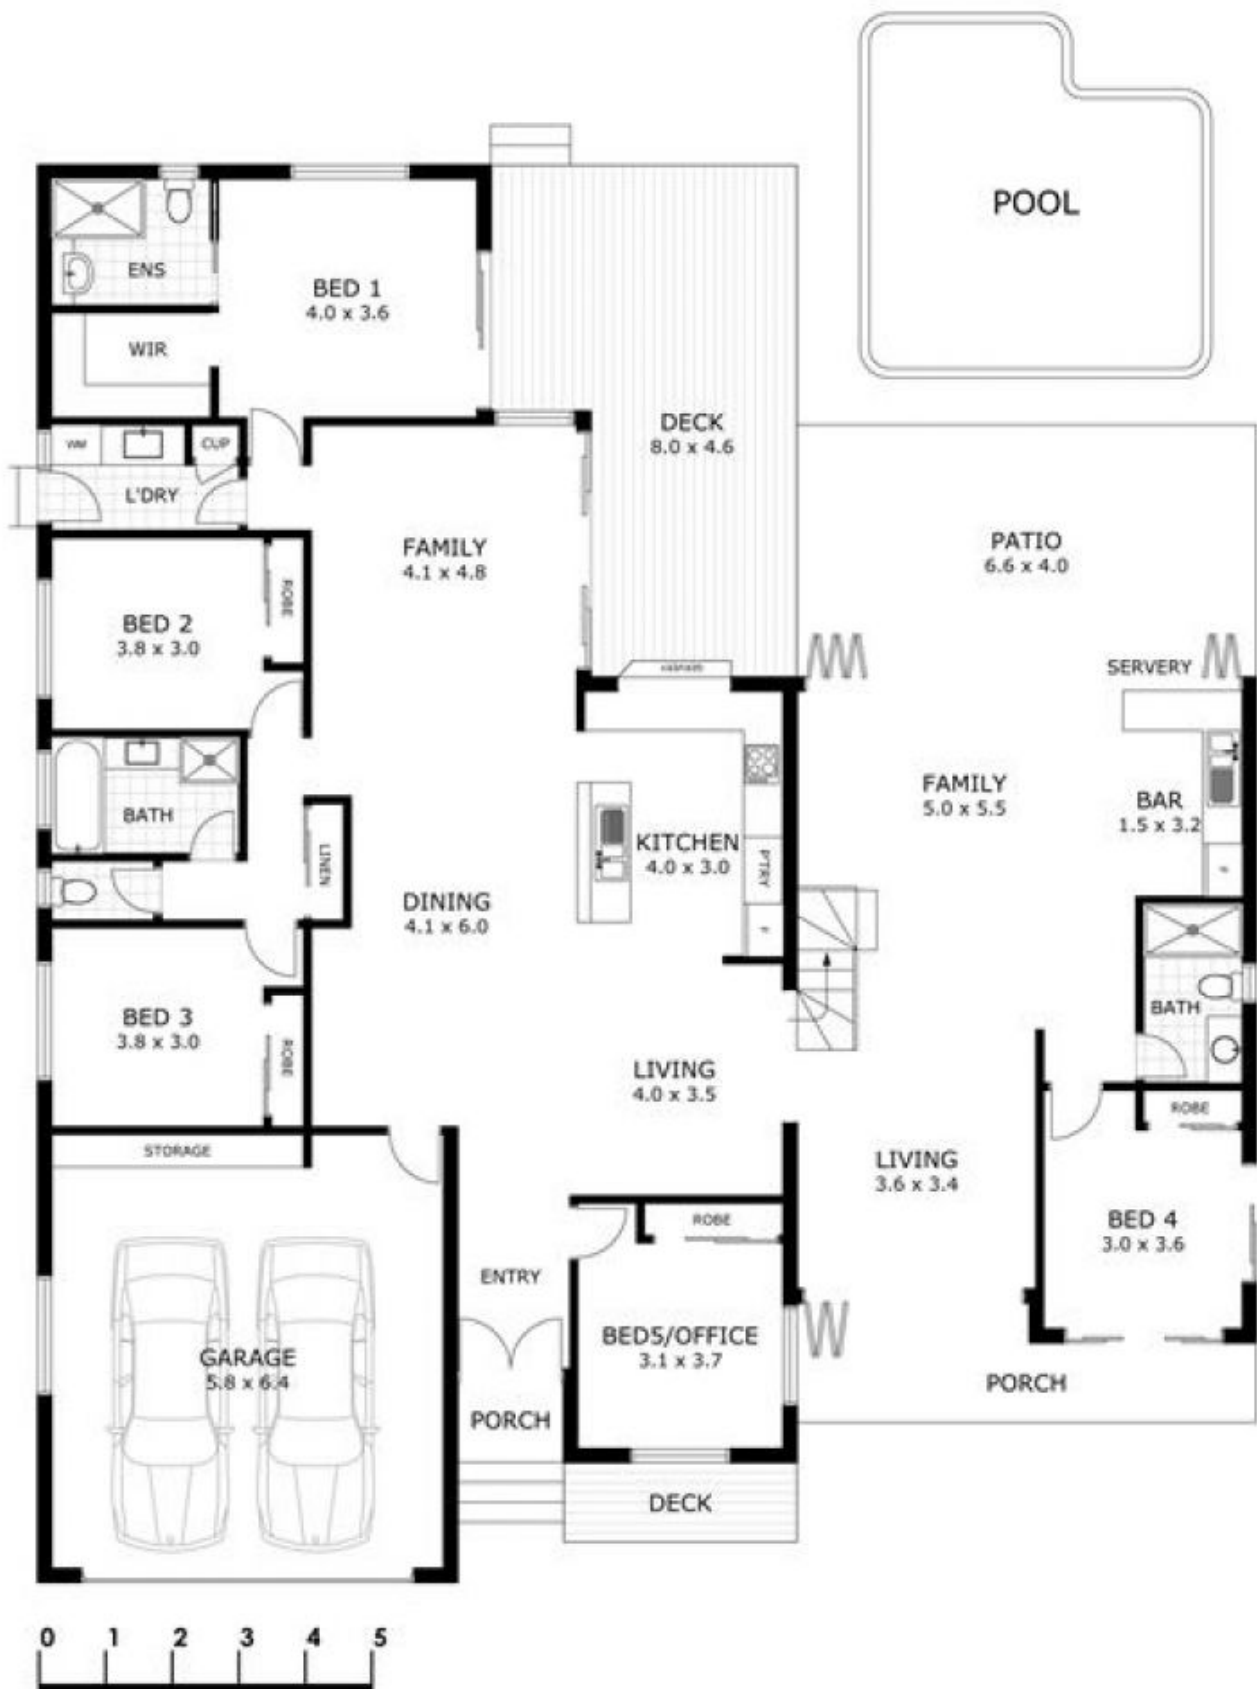 POOL
ENS
BED 1
4.0 x 3.6
WIR
DECK
8.0 x 4.6
WM
CUP
L'DRY
FAMILY
4.1 x 4.8
PATIO
6.6 x 4.0
ROBE
BED 2
3.8 x 3.0
SERVERY
SERVERY
FAMILY
5.0 x 5.5
BAR
1.5 x 3.2
BATH
KITCHEN
4.0 x 3.0
PTRY
F
F
LINEN
DINING
4.1 x 6.0
BED 3
3.8 x 3.0
ROBE
BATH
LIVING
4.0 x 3.5
ROBE
STORAGE
LIVING
3.6 x 3.4
BED 4
3.0 x 3.6
ROBE
ENTRY
BED5/OFFICE
3.1 x 3.7
GARAGE
5.8 x 6.4
PORCH
PORCH
DECK
0 1 2 3 4 5